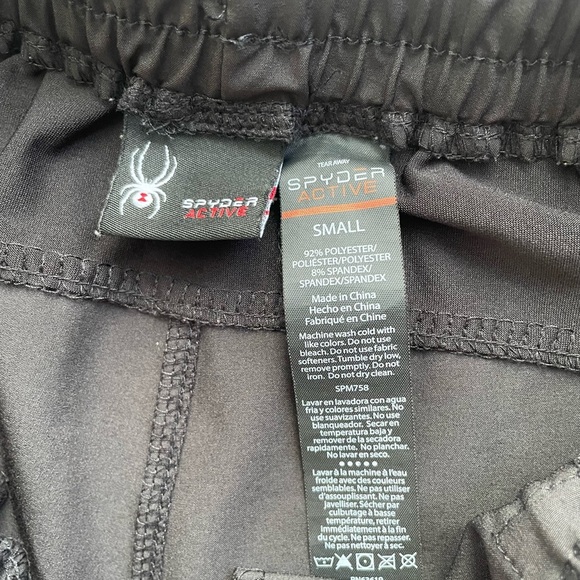 SPYDER
ACTIVE
TEAR AWAY
SPYDER
ACTIVE
SMALL
92% POLYESTER/
POLIÉSTER/POLYESTER
8% SPANDEX/
SPANDEX/SPANDEX
Made in China
Hecho en China
Fabriqué en China
Machine wash cold with
like colors. Do not use
bleach. Do not use fabric
softeners. Tumble dry low,
remove promptly. Do not
iron. Do not dry clean.
SPM758
Lavar en lavadora con agua
fria y colores similares. No
use suavizantes. No use
blanqueador. Secar en
temperatura baja y
remover de la secadora
rapidamente. No planchar.
No lavar en seco.
Lavar à la machine à l'eau
froide avec des couleurs
semblables. Ne pas utiliser
d'assouplissant. Ne pas
javelliser. Sécher par
culbutage à basse
température, retirer
immédiatement à la fin
du cycle. Ne pas repasser.
Ne pas nettoyer à sec